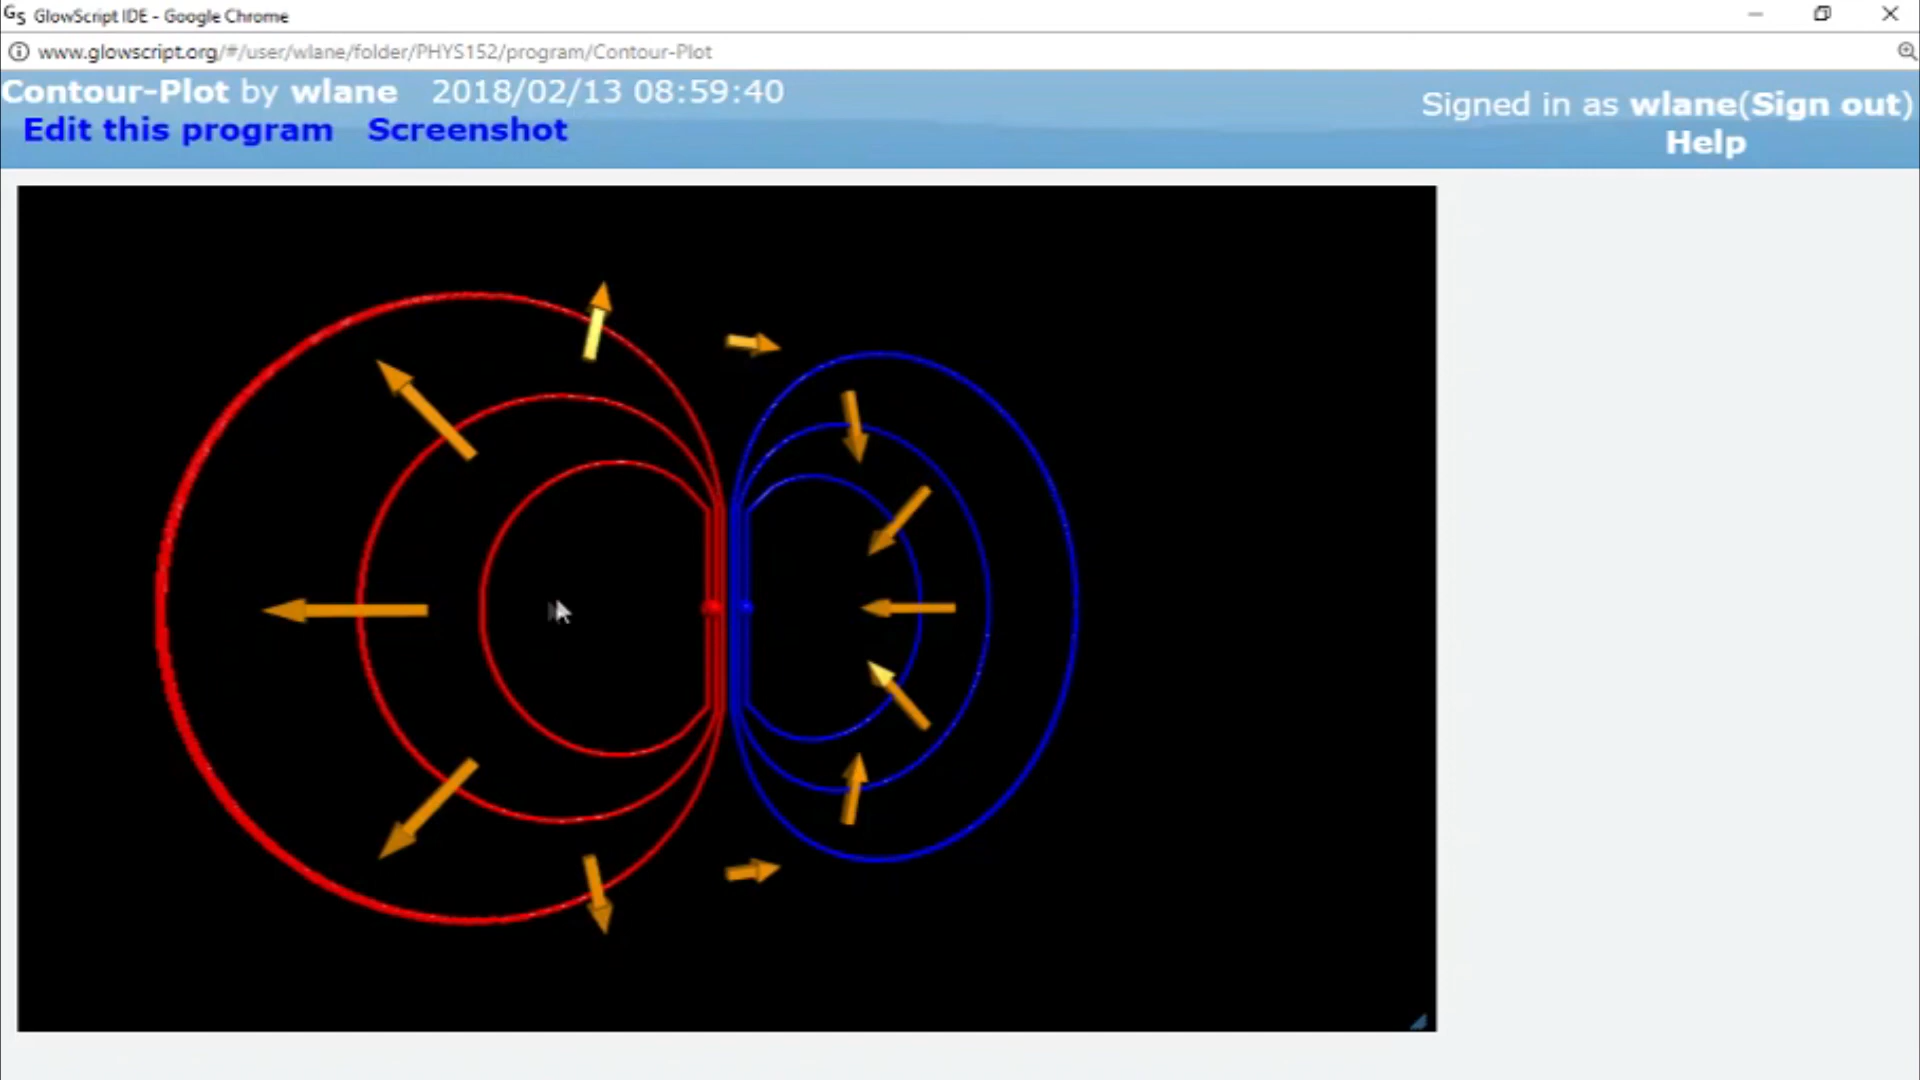 GS GlowScript IDE - Google Chrome
www.glowscript.org/#/user/wlane/folder/PHYS152/program/Contour-Plot
Contour-Plot by wlane 2018/02/13 08:59:40
Signed in as wlane(Sign out)
Edit this program Screenshot
Help